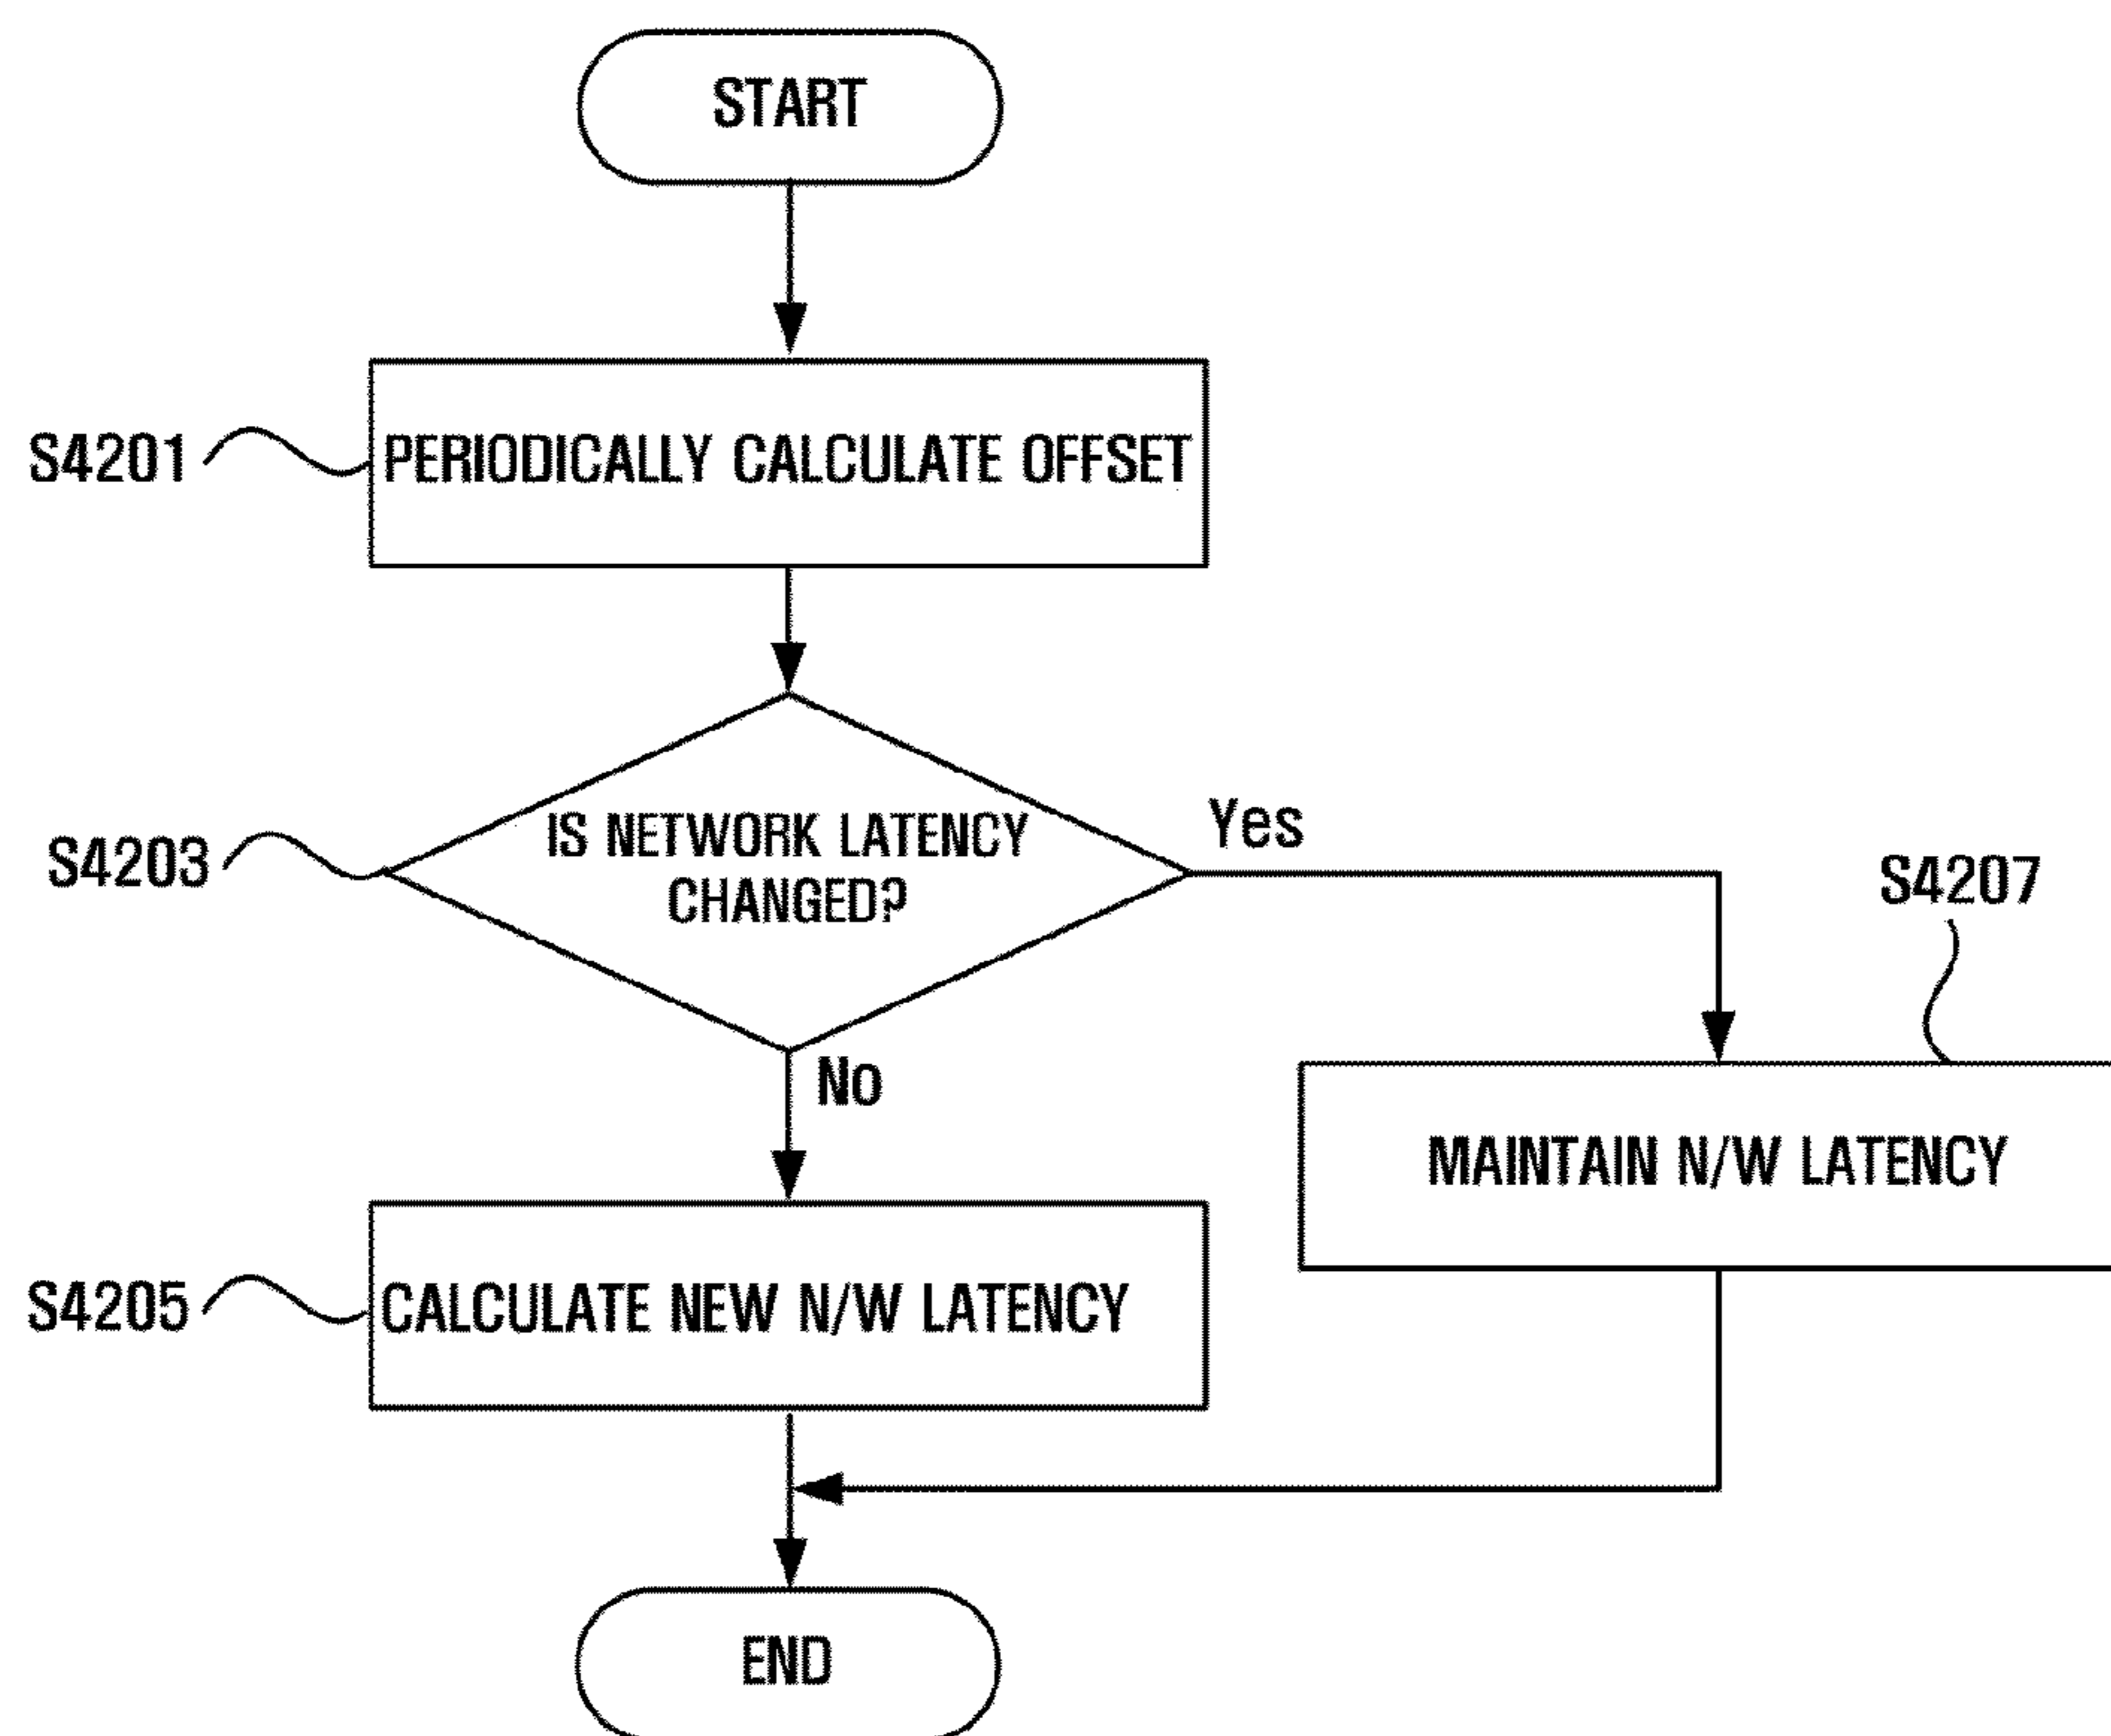 START
S4201
PERIODICALLY CALCULATE OFFSET
S4203
IS NETWORK LATENCY
CHANGED?
Yes
S4207
No
MAINTAIN N/W LATENCY
S4205
CALCULATE NEW N/W LATENCY
END